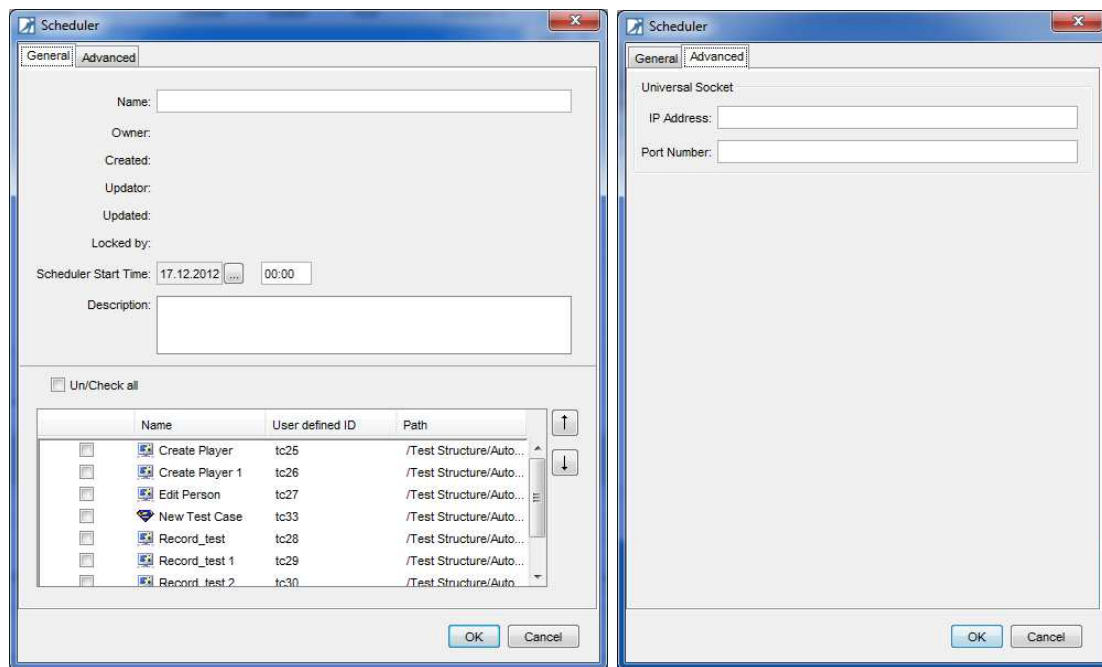 Scheduler
General Advanced
Name:
Owner:
Created:
Updator:
Updated:
Locked by:
Scheduler Start Time: 17.12.2012 ... 00:00
Description:
Un/Check all
Name User defined ID Path
Create Player tc25 /Test Structure/Auto...
Create Player 1 tc26 /Test Structure/Auto...
Edit Person tc27 /Test Structure/Auto...
New Test Case tc33 /Test Structure/Auto...
Record_test tc28 /Test Structure/Auto...
Record_test 1 tc29 /Test Structure/Auto...
Record_test 2 tc30 /Test Structure/Auto...
OK Cancel
Scheduler
General Advanced
Universal Socket
IP Address:
Port Number:
OK Cancel